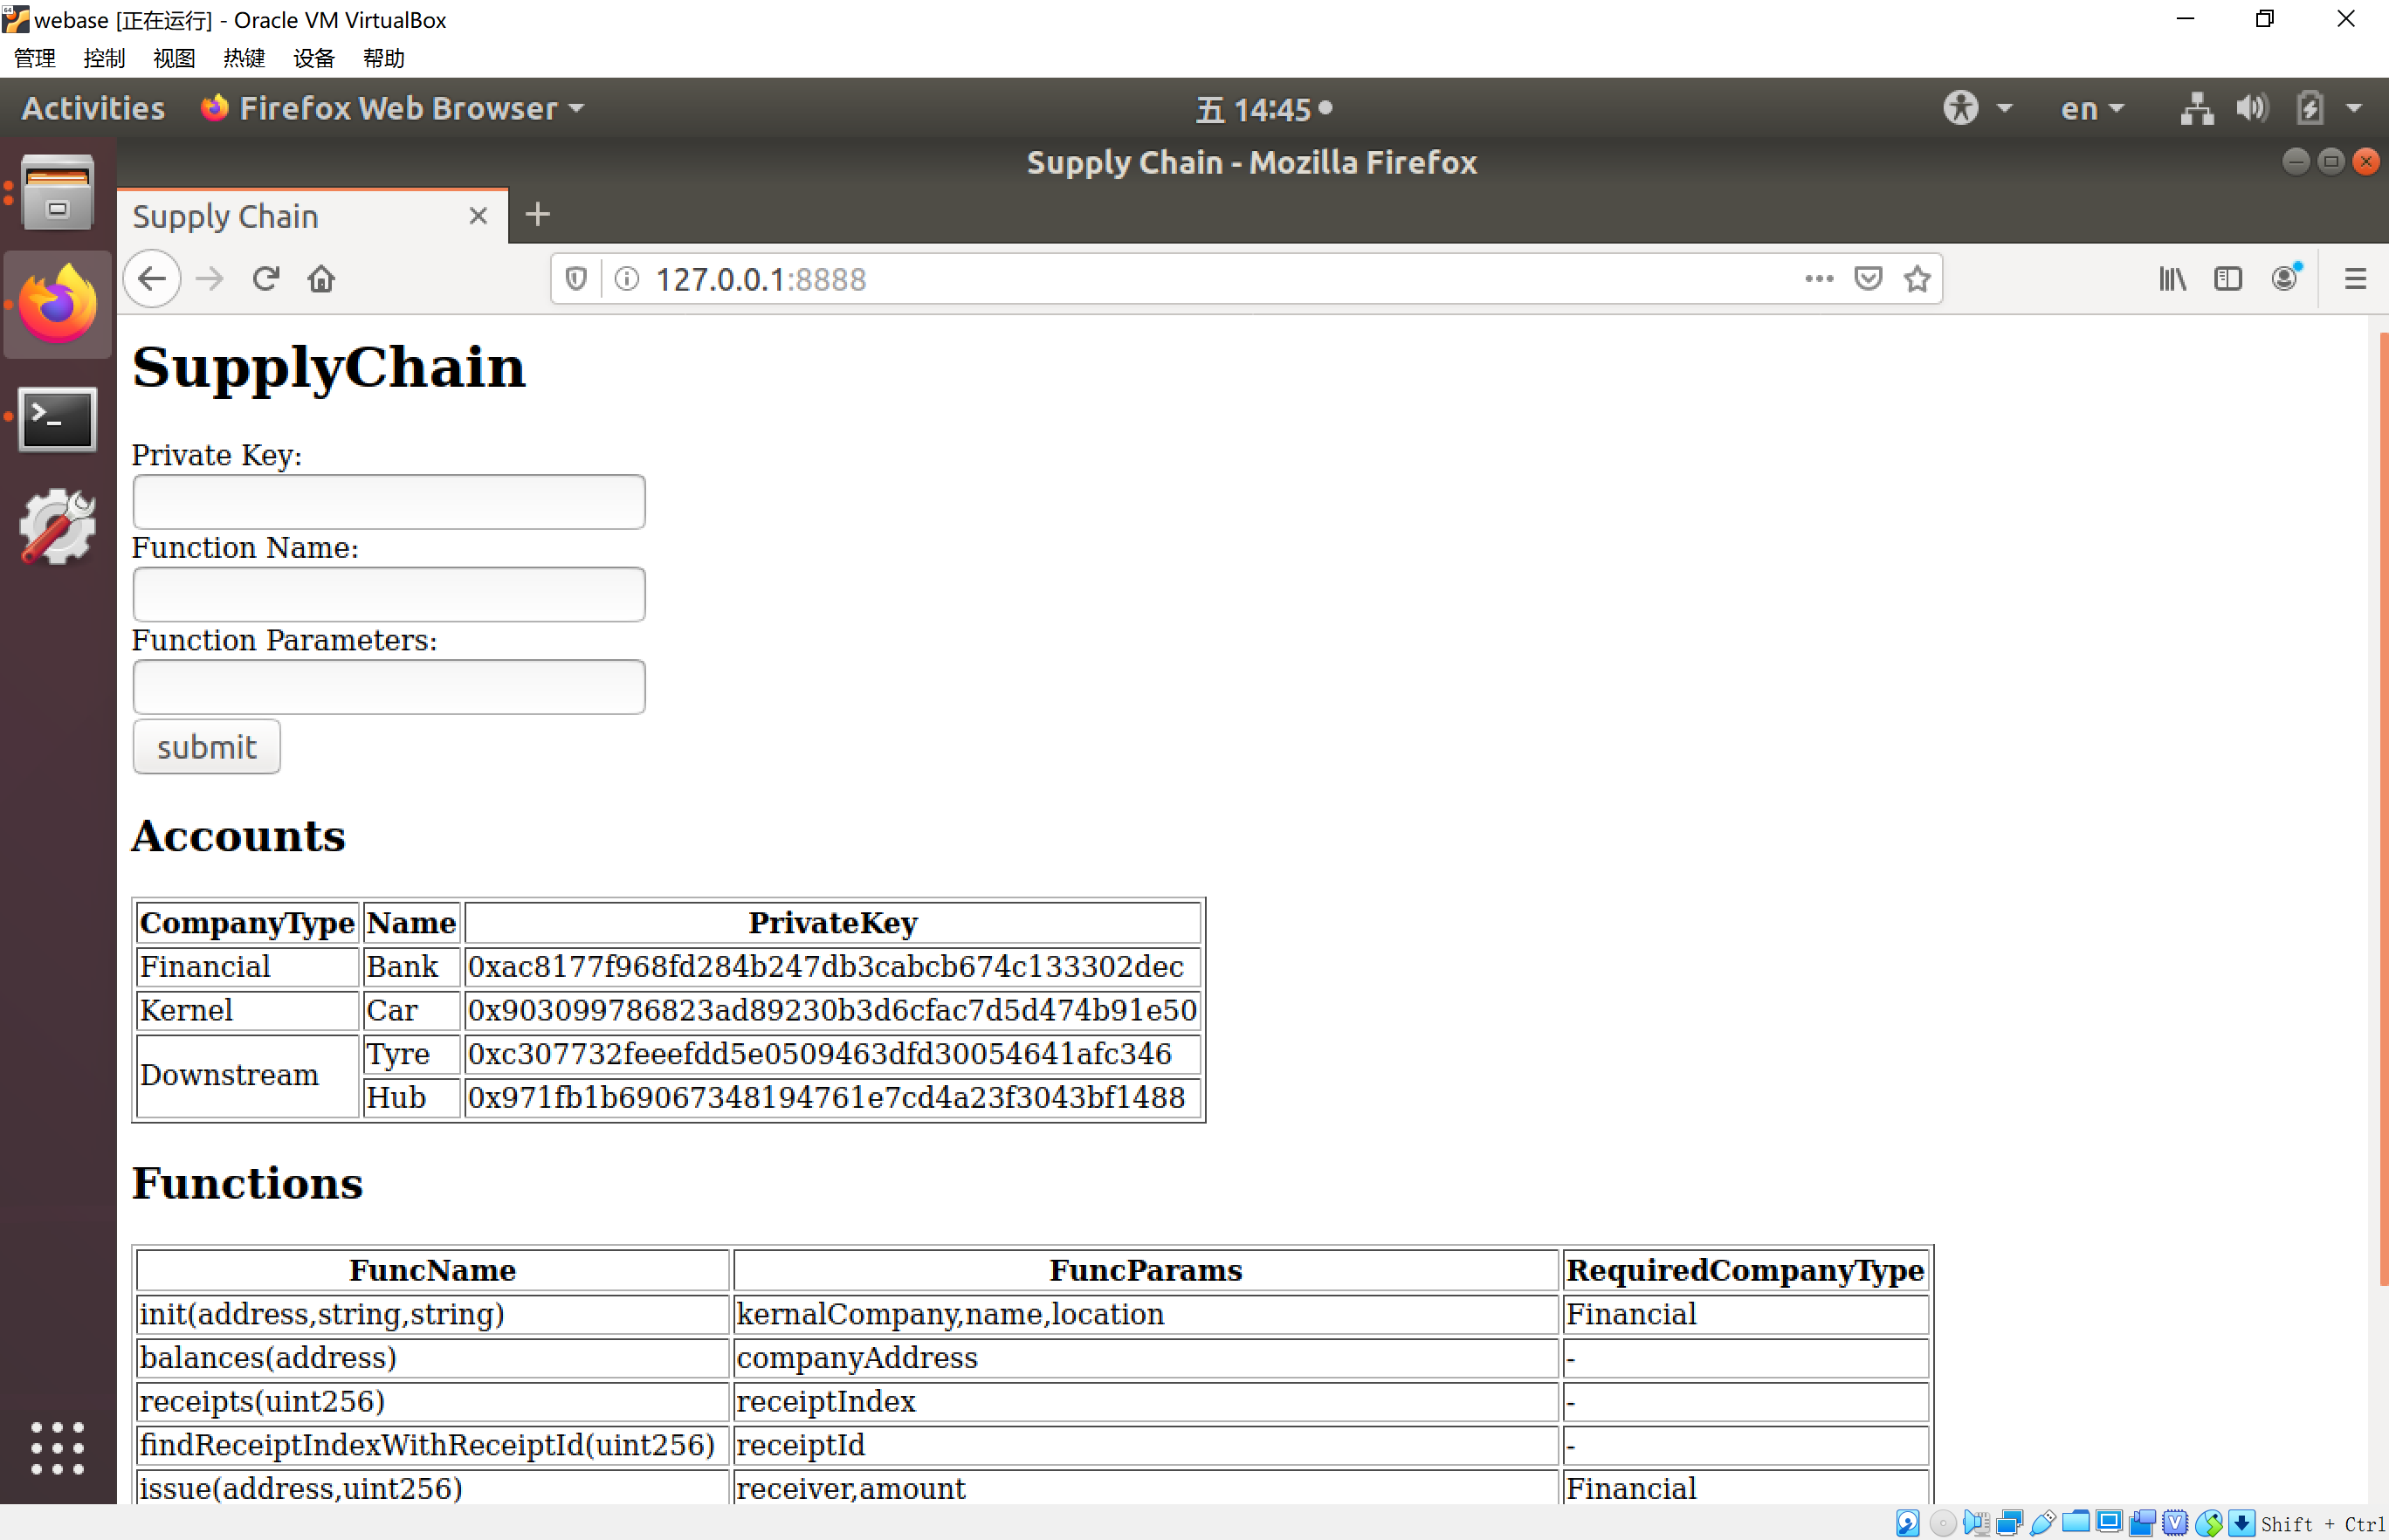 webase [正在运行] - Oracle VM VirtualBox
管理 控制 视图 热键 设备 帮助
Activities Firefox Web Browser 五 14:45 en
Supply Chain - Mozilla Firefox
Supply Chain
127.0.0.1:8888
SupplyChain
Private Key:
Function Name:
Function Parameters:
submit
Accounts
CompanyType Name PrivateKey
Financial Bank 0xac8177f968fd284b247db3cabcb674c133302dec
Kernel Car 0x903099786823ad89230b3d6cfac7d5d474b91e50
Downstream Tyre 0xc307732feeefdd5e0509463dfd30054641afc346
Hub 0x971fb1b69067348194761e7cd4a23f3043bf1488
Functions
FuncName FuncParams RequiredCompanyType
init(address,string,string) kernalCompany,name,location Financial
balances(address) companyAddress -
receipts(uint256) receiptIndex -
findReceiptIndexWithReceiptId(uint256) receiptId -
issue(address,uint256) receiver,amount Financial
Shift + Ctrl